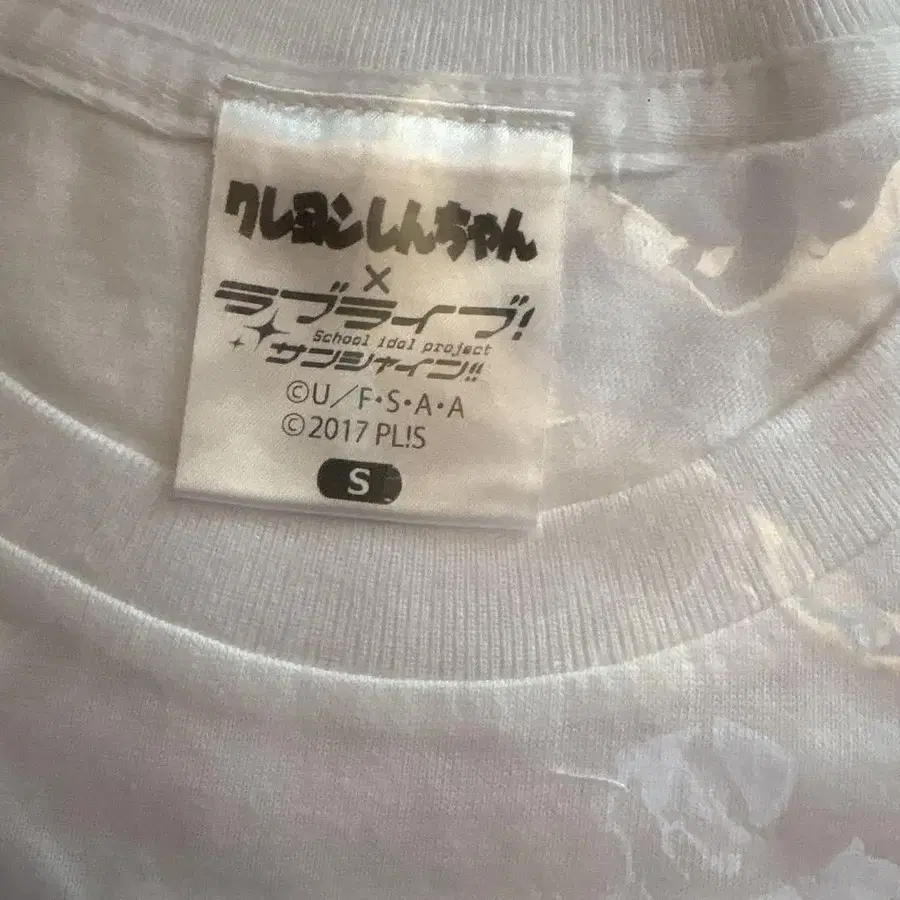 クレヨンしんちゃん
×
ラブライブ!
School idol project
サンシャイン!!
©U/F・S・A・A
©2017 PL!S
S